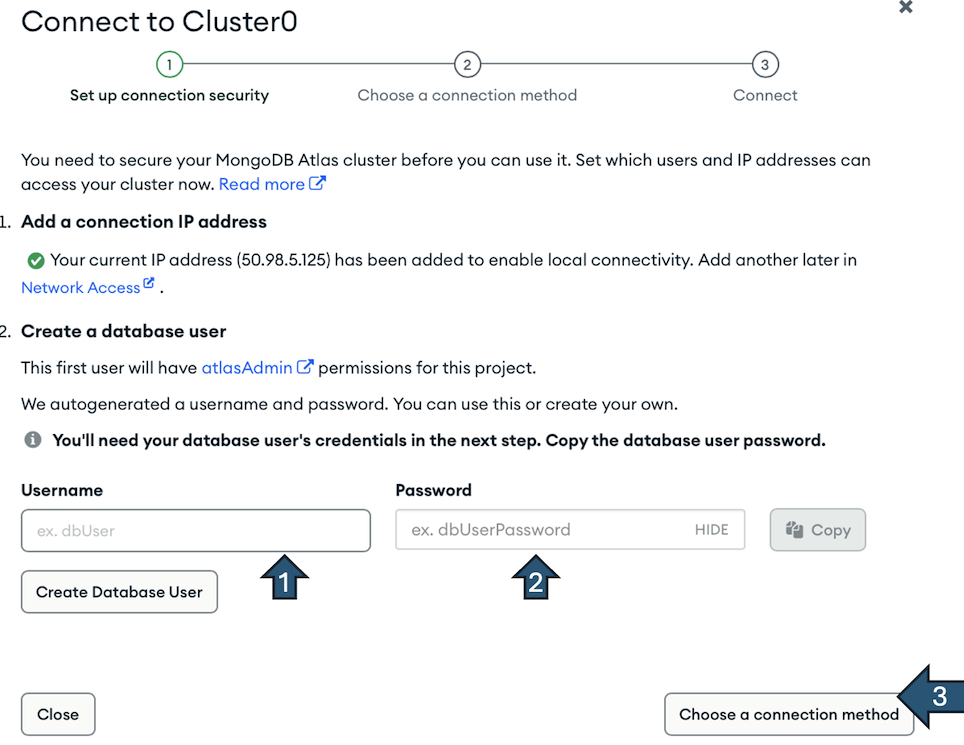 Connect to Cluster0
1
2
3
Set up connection security
Choose a connection method
Connect
You need to secure your MongoDB Atlas cluster before you can use it. Set which users and IP addresses can
access your cluster now. Read more
1. Add a connection IP address
Your current IP address (50.98.5.125) has been added to enable local connectivity. Add another later in
Network Access .
2. Create a database user
This first user will have atlasAdmin permissions for this project.
We autogenerated a username and password. You can use this or create your own.
You'll need your database user's credentials in the next step. Copy the database user password.
Username
Password
ex. dbUser
ex. dbUserPassword
HIDE
Copy
1
2
Create Database User
Close
Choose a connection method
3